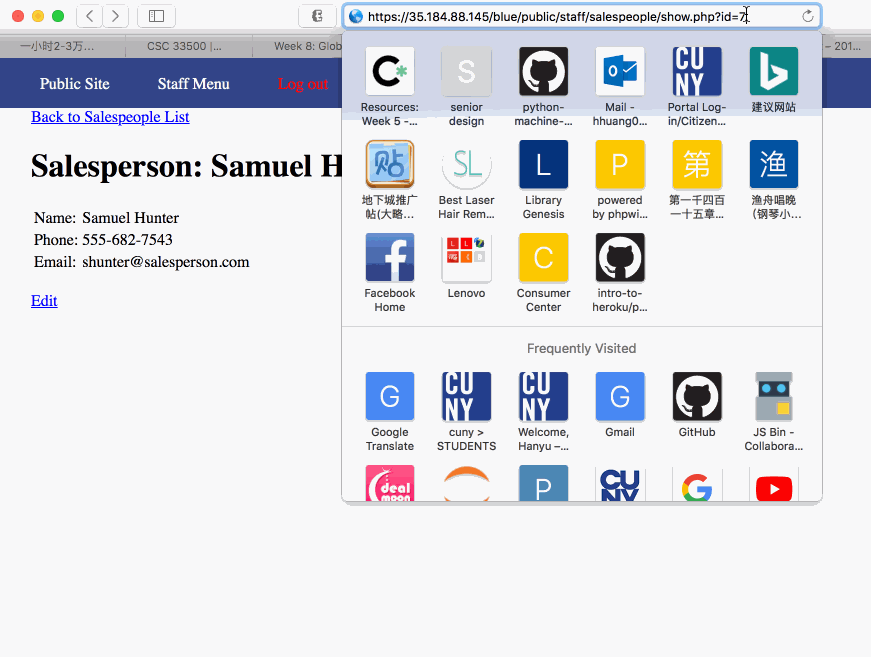 https://35.184.88.145/blue/public/staff/salespeople/show.php?id=7
一小时2-3万...
CSC 33500 |...
Week 8: Glob
– 201...
Public Site
Staff Menu
Log out
Back to Salespeople List
Salesperson: Samuel H
Name: Samuel Hunter
Phone: 555-682-7543
Email: shunter@salesperson.com
Edit
C*
S
CU
NY
b
Resources:
Week 5 -...
senior
design
python-
machine-...
Mail -
hhuang0...
Portal Log-
in/Citizen...
建议网站
贴
SL
L
P
第
渔
地下城推广
帖(大略...
Best Laser
Hair Rem...
Library
Genesis
powered
by phpwi...
第一千四百
一十五章...
渔舟唱晚
（钢琴小...
f
C
Facebook
Home
Lenovo
Consumer
Center
intro-to-
heroku/p...
Frequently Visited
G
CU
NY
CU
NY
G
Google
Translate
cuny >
STUDENTS
Welcome,
Hanyu –...
Gmail
GitHub
JS Bin -
Collabora...
deal
moon
P
CU
NY
G